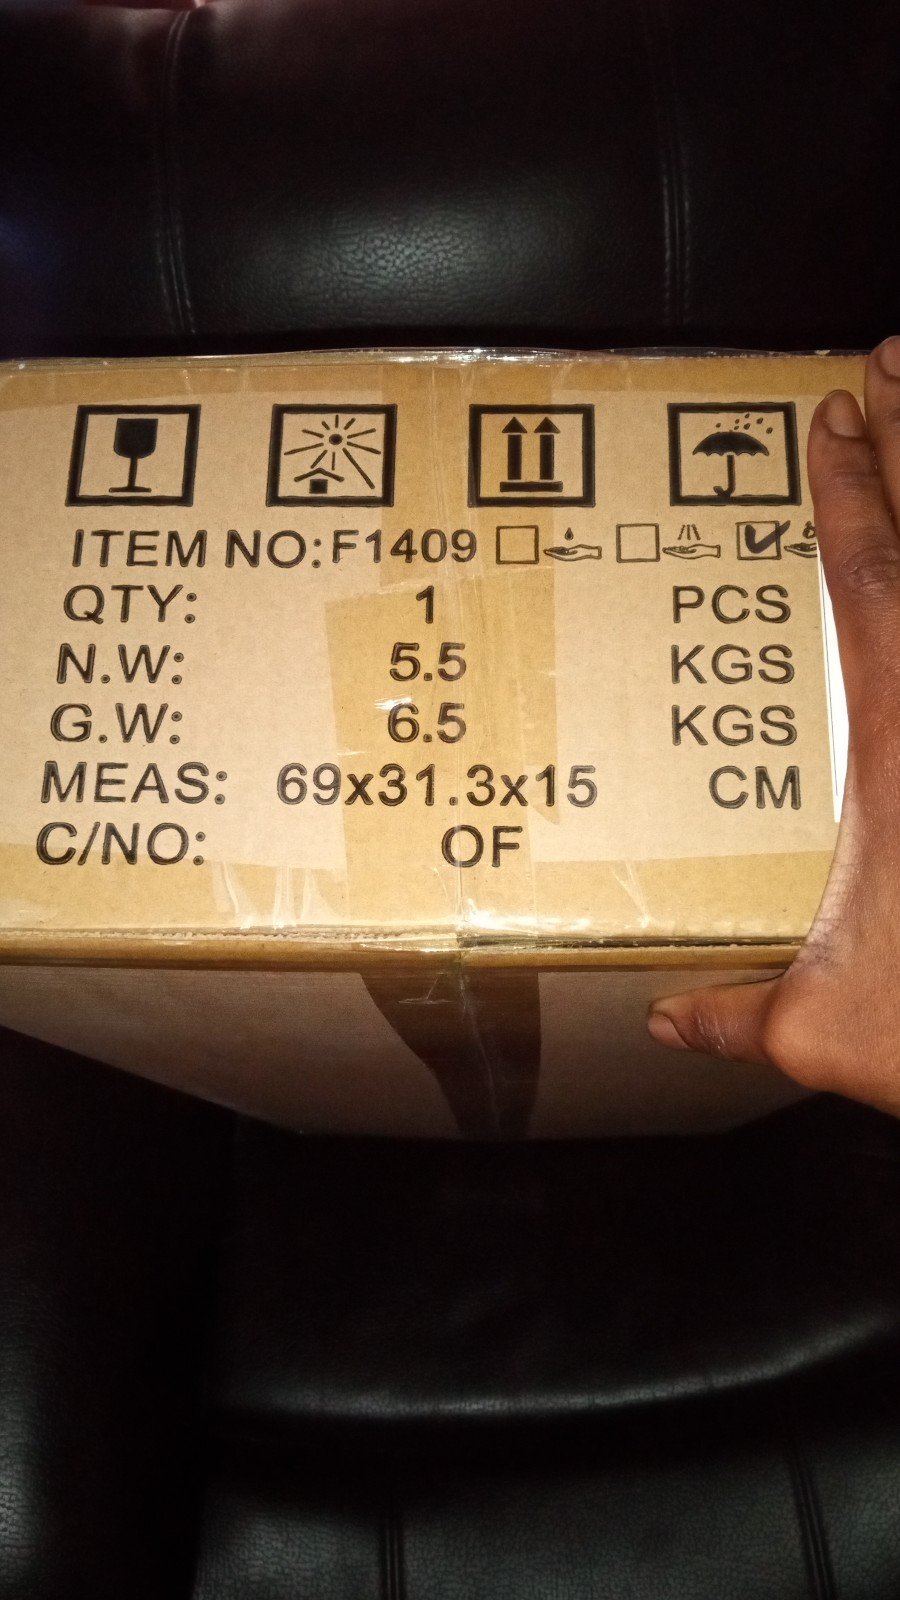 ITEM NO: F1409
QTY: 1 PCS
N.W: 5.5 KGS
G.W: 6.5 KGS
MEAS: 69x31.3x15 CM
C/NO: OF